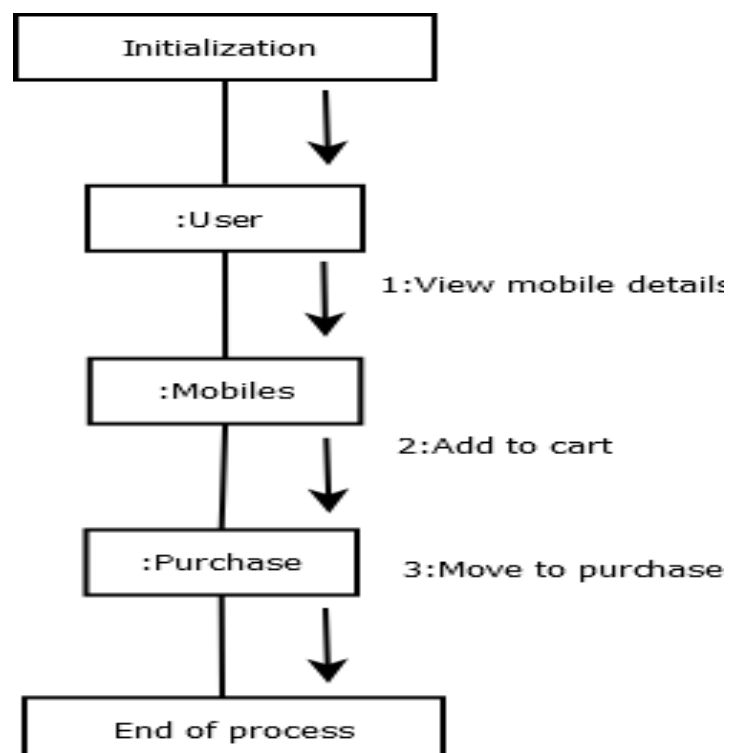 Initialization
:User
1:View mobile details
:Mobiles
2:Add to cart
:Purchase
3:Move to purchase
End of process